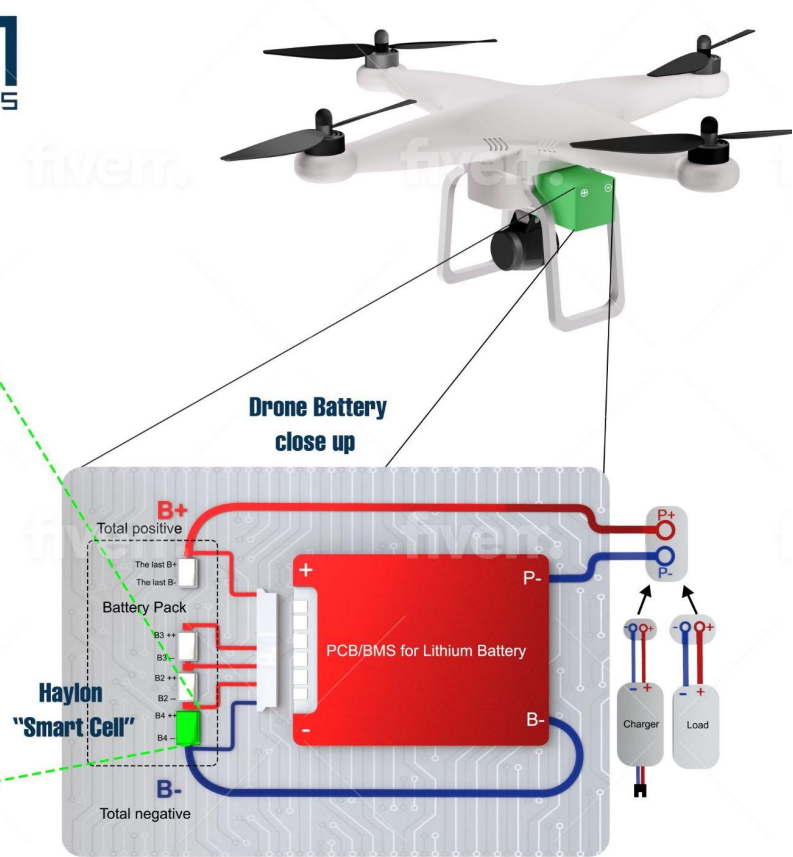 fiverr.
fiverr.
Drone Battery
close up
B+
Total positive
fiverr.
fiverr.
P+
P-
The last B+
The last B-
+
P-
Battery Pack
B3 ++
B3 --
B2 ++
B2 --
B4 ++
B4 --
PCB/BMS for Lithium Battery
Haylon
"Smart Cell"
-
B-
- +
- +
- +
- +
Charger
Load
B-
Total negative